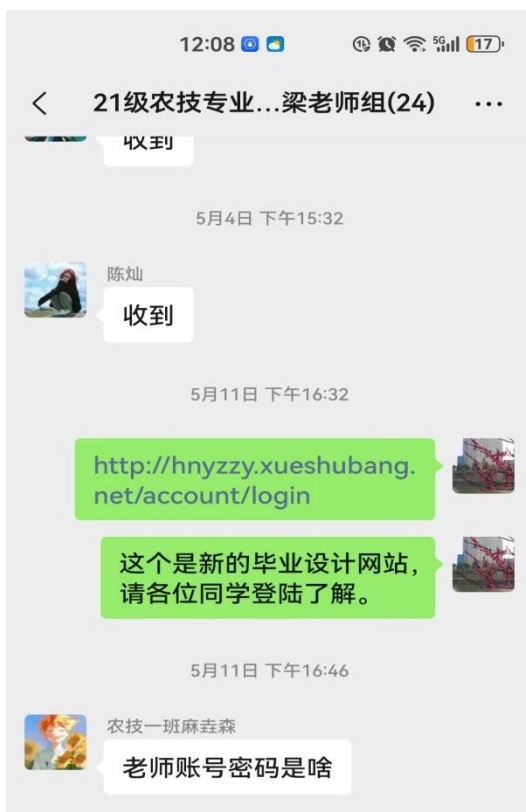 12:08
5G
17
21级农技专业...梁老师组(24)
收到
5月4日 下午15:32
陈灿
收到
5月11日 下午16:32
http://hnyzzy.xueshubang.
net/account/login
这个是新的毕业设计网站，
请各位同学登陆了解。
5月11日 下午16:46
农技一班麻垚森
老师账号密码是啥